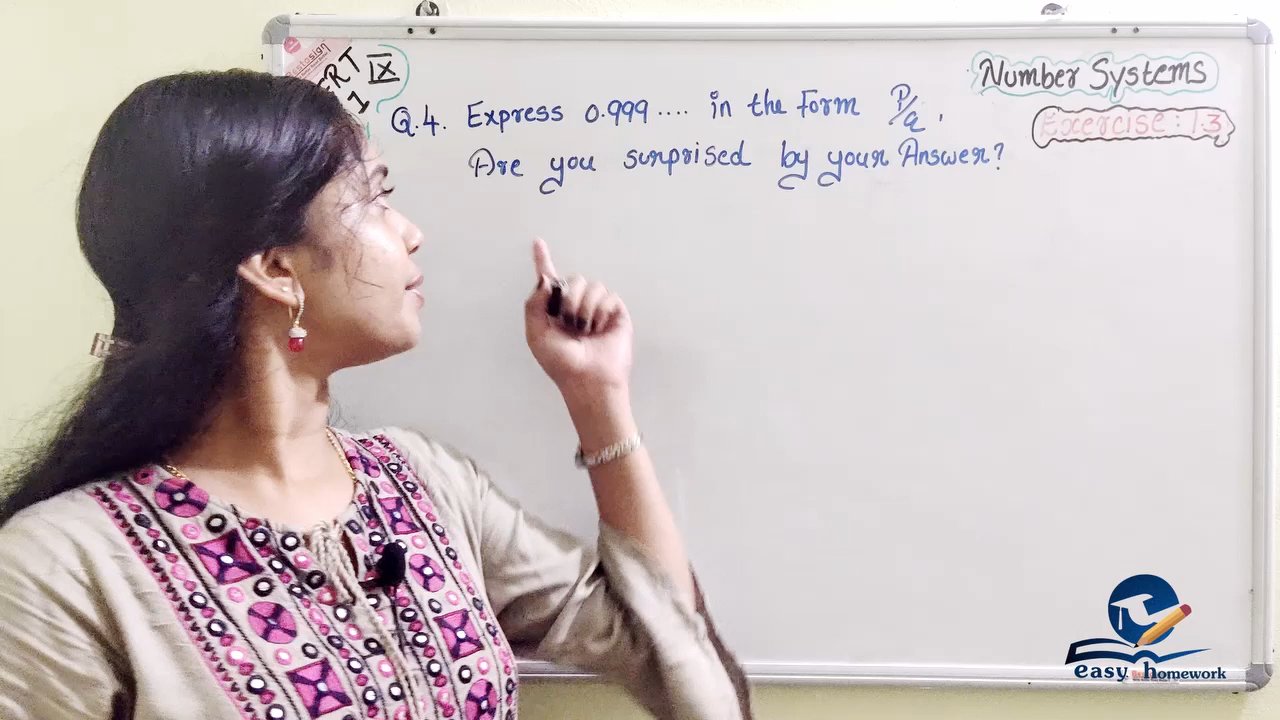 Number Systems
Exercise : 1.3
IX
Q.4. Express 0.999.... in the Form P/q.
Are you surprised by your Answer?
easy homework